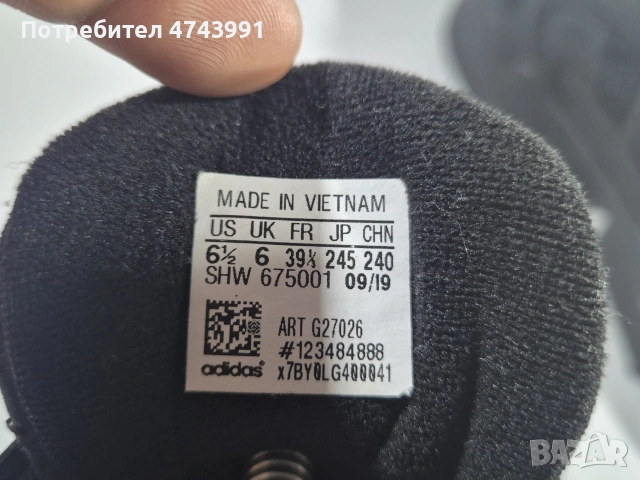 Потребител 4743991
MADE IN VIETNAM
US UK FR JP CHN
6½ 6 39⅓ 245 240
SHW 675001 09/19
ART G27026
#123484888
adidas® x7BY0LG400041
BAZAR
bg